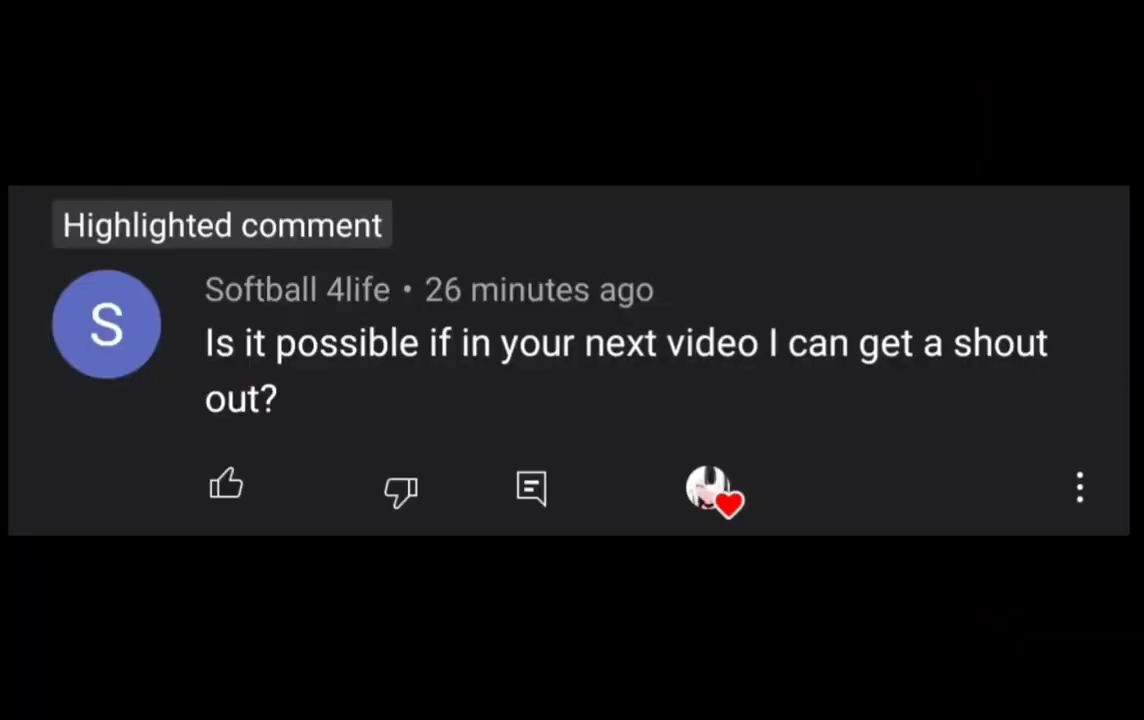 Highlighted comment
S
Softball 4life • 26 minutes ago
Is it possible if in your next video I can get a shout
out?